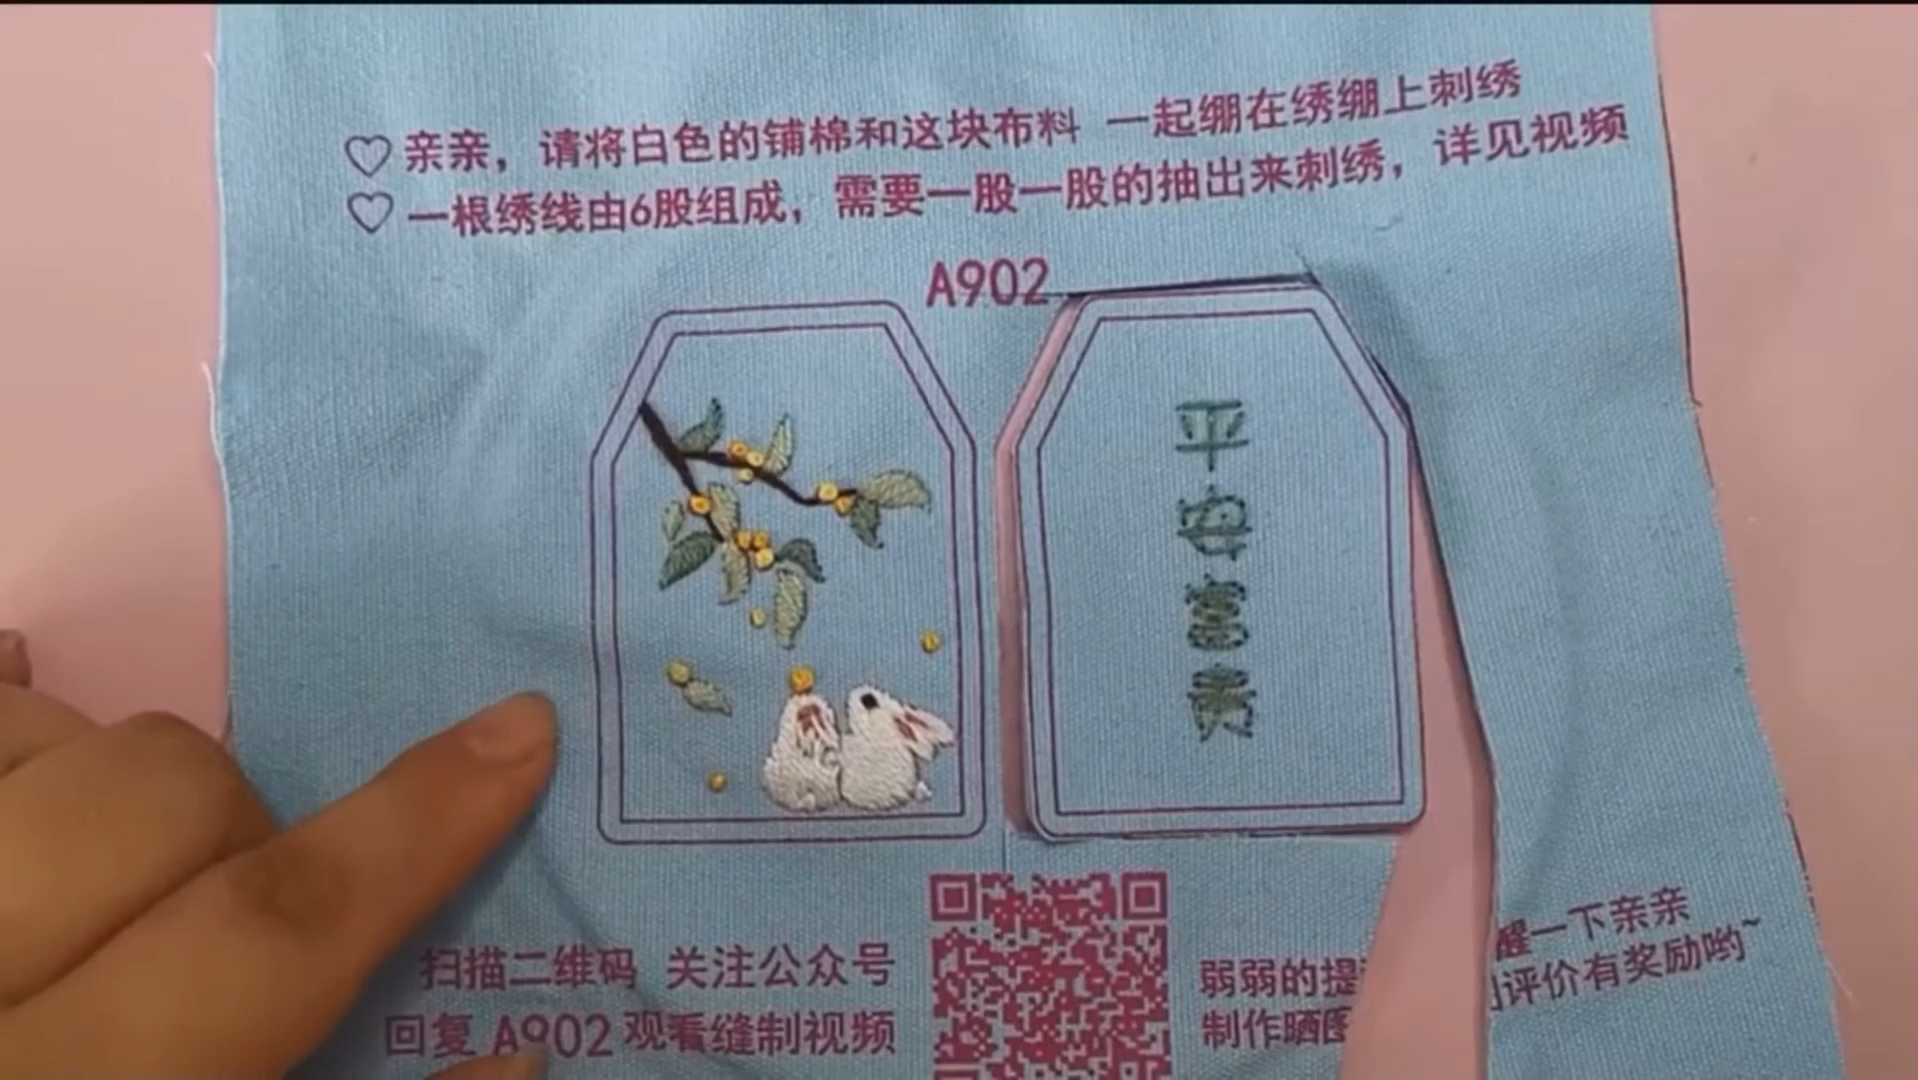 亲亲，请将白色的铺棉和这块布料 一起绷在绣绷上刺绣
一根绣线由6股组成，需要一股一股的抽出来刺绣，详见视频
A902
平
安
富
贵
扫描二维码 关注公众号
回复 A902 观看缝制视频
弱弱的提醒一下亲亲
制作晒图 评价有奖励哟~